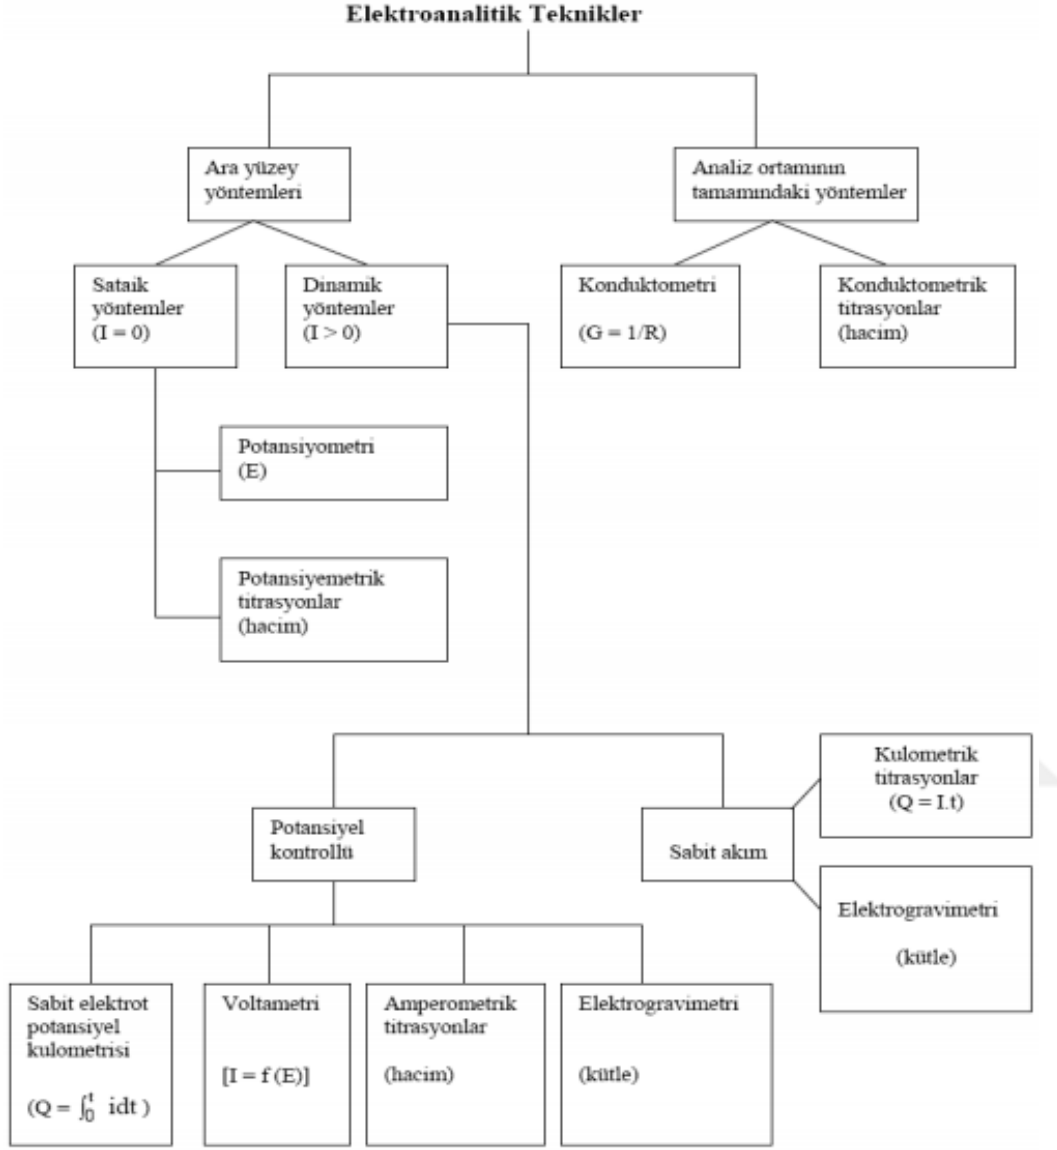 Elektroanalitik Teknikler
Ara yüzey
yöntemleri
Analiz ortamının
tamamındaki yöntemler
Sataik
yöntemler
(I = 0)
Dinamik
yöntemler
(I > 0)
Konduktometri
(G = 1/R)
Konduktometrik
titrasyonlar
(hacim)
Potansiyometri
(E)
Potansiyemetrik
titrasyonlar
(hacim)
Kulometrik
titrasyonlar
(Q = I.t)
Potansiyel
kontrollü
Sabit akım
Elektrogravimetri
(kütle)
Sabit elektrot
potansiyel
kulometrisi
(Q = ∫₀ᵗ idt )
Voltametri
[I = f (E)]
Amperometrik
titrasyonlar
(hacim)
Elektrogravimetri
(kütle)